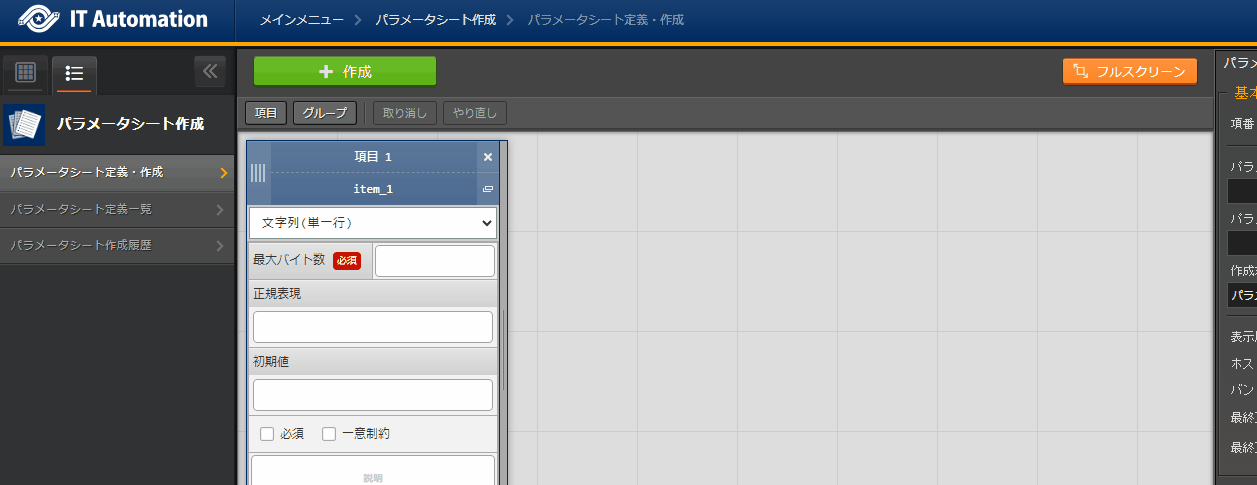 IT Automation
メインメニュー > パラメータシート作成 > パラメータシート定義・作成
パラメータシート作成
パラメータシート定義・作成
パラメータシート定義一覧
パラメータシート作成履歴
+ 作成
フルスクリーン
項目 グループ 取り消し やり直し
項目 1
item_1
文字列(単一行)
最大バイト数 必須
正規表現
初期値
必須 一意制約
説明
パラメ
基本
項番
パラ
パラ
作成
パラ
表示
ホス
バン
最終
最終